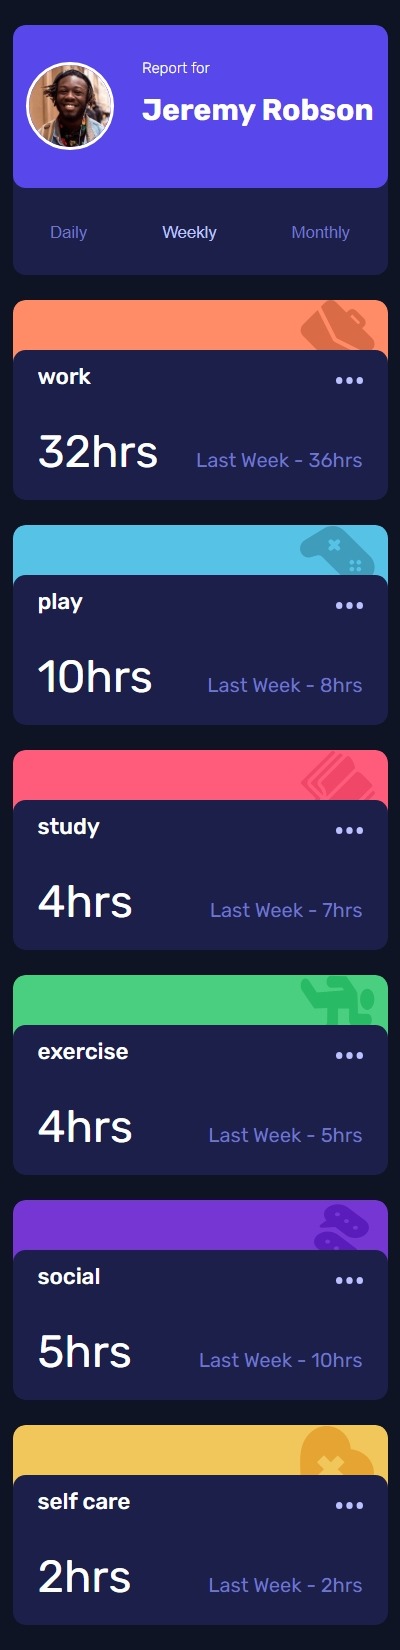 Report for
Jeremy Robson
Daily Weekly Monthly
work
32hrs Last Week - 36hrs
play
10hrs Last Week - 8hrs
study
4hrs Last Week - 7hrs
exercise
4hrs Last Week - 5hrs
social
5hrs Last Week - 10hrs
self care
2hrs Last Week - 2hrs